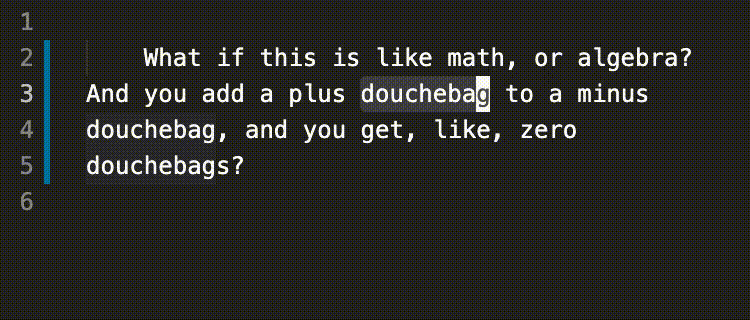 1
2 What if this is like math, or algebra?
3 And you add a plus douchebag to a minus
4 douchebag, and you get, like, zero
5 douchebags?
6